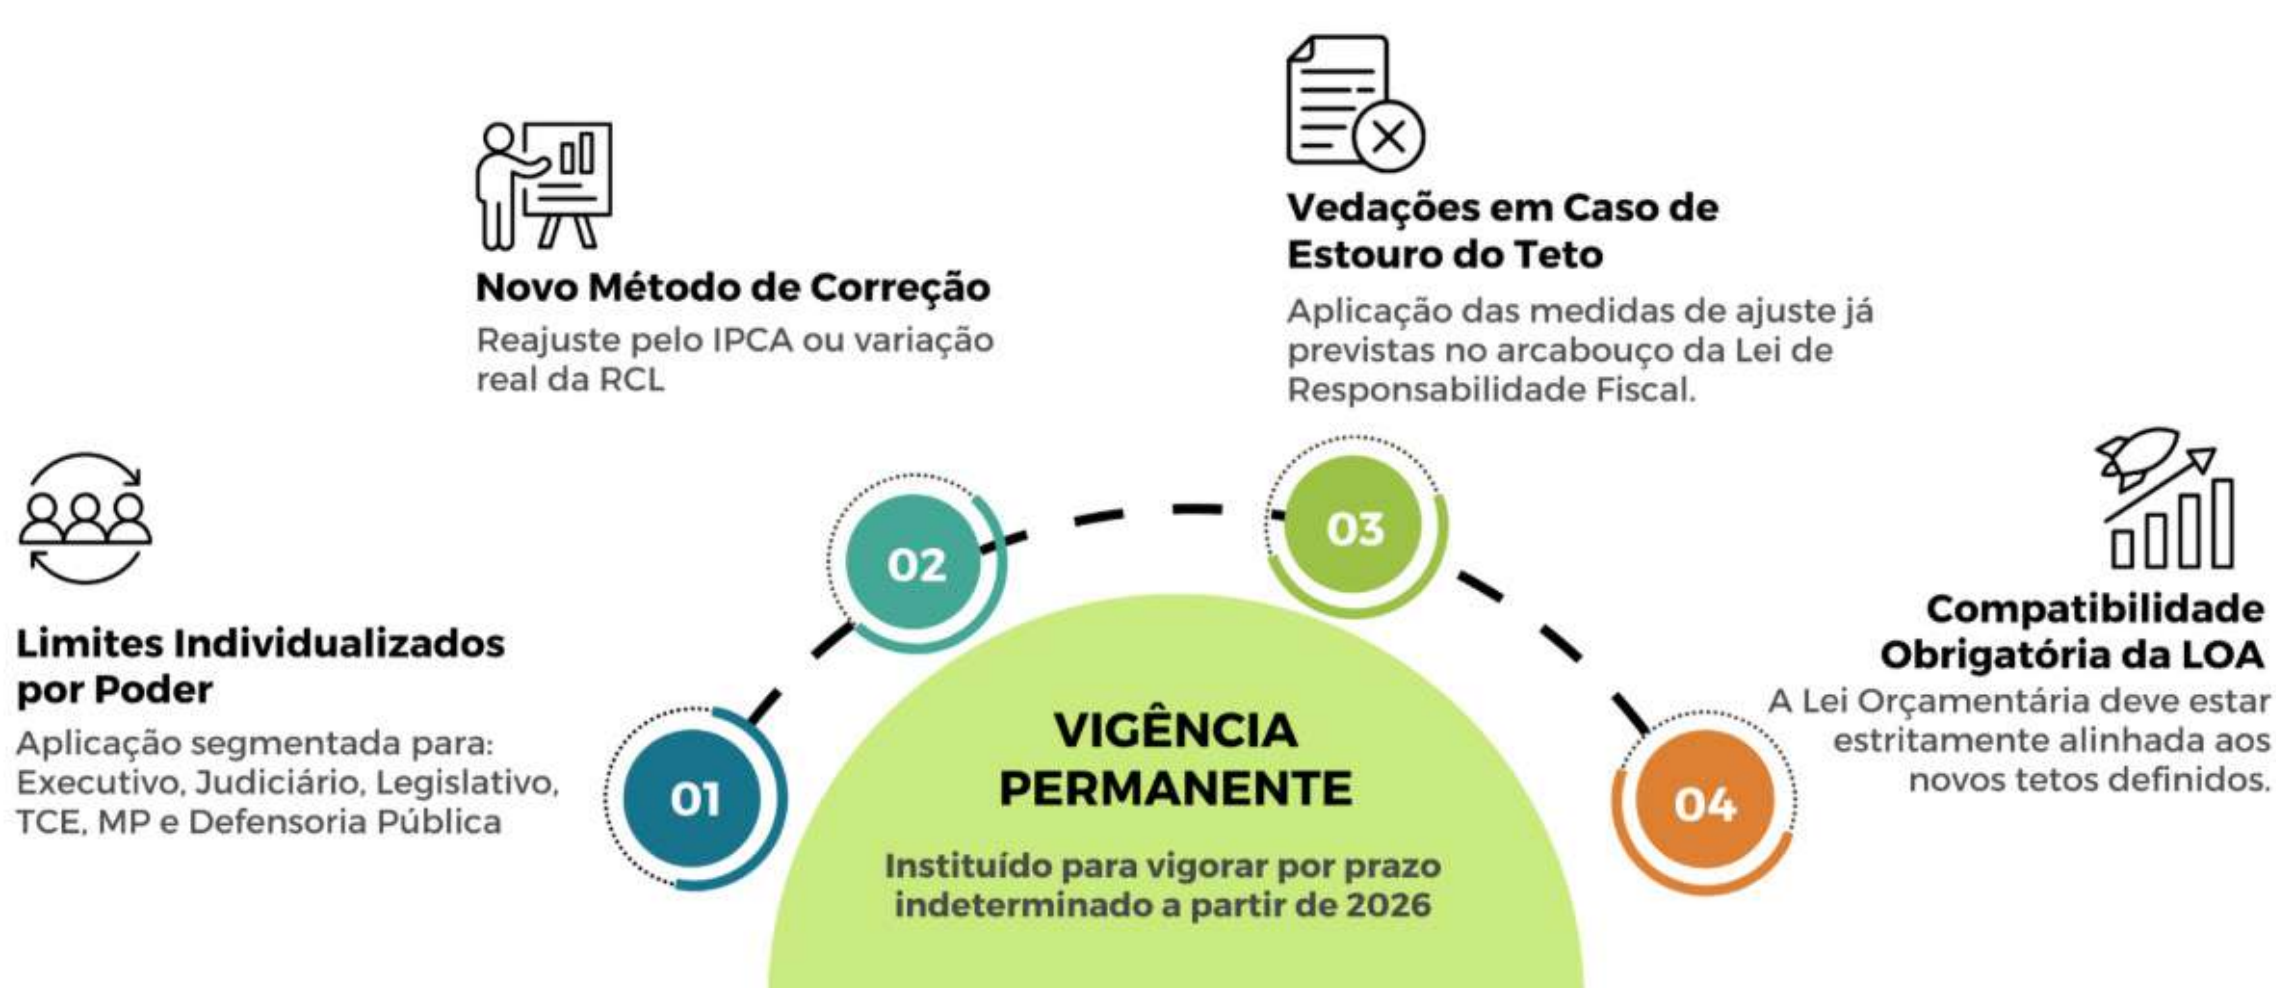 Limites Individualizados
por Poder
Aplicação segmentada para:
Executivo, Judiciário, Legislativo,
TCE, MP e Defensoria Pública
01
Novo Método de Correção
Reajuste pelo IPCA ou variação
real da RCL
02
Vedações em Caso de
Estouro do Teto
Aplicação das medidas de ajuste já
previstas no arcabouço da Lei de
Responsabilidade Fiscal.
03
Compatibilidade
Obrigatória da LOA
A Lei Orçamentária deve estar
estritamente alinhada aos
novos tetos definidos.
04
VIGÊNCIA
PERMANENTE
Instituído para vigorar por prazo
indeterminado a partir de 2026